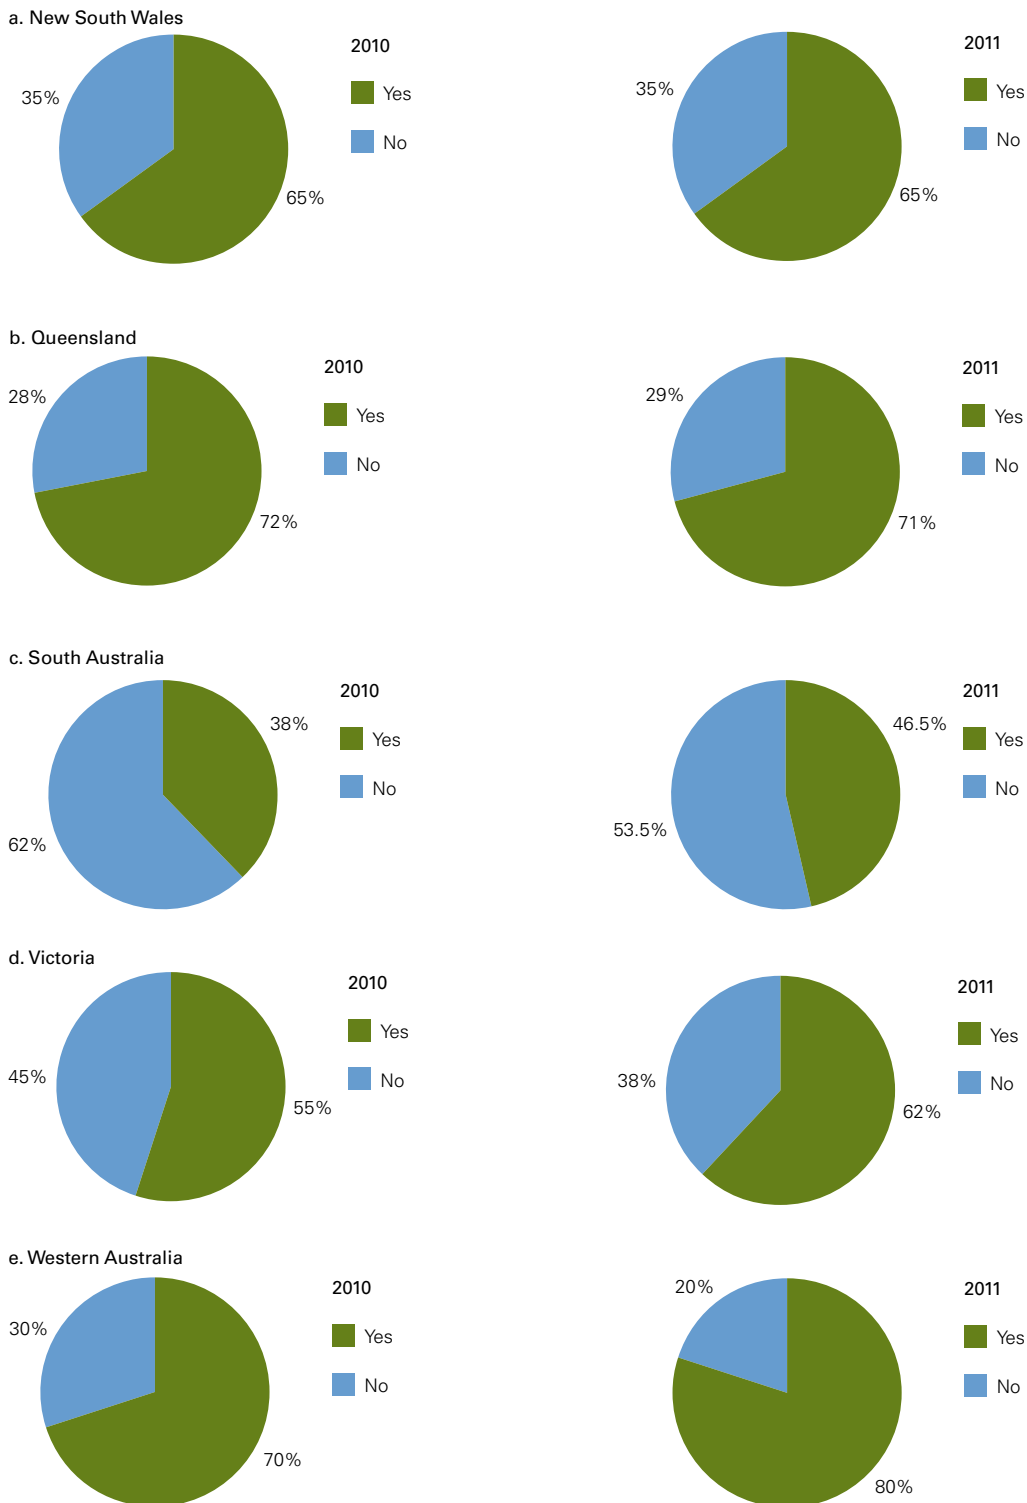 a. New South Wales
2010
Yes
No
35%
65%
2011
Yes
No
35%
65%
b. Queensland
2010
Yes
No
28%
72%
2011
Yes
No
29%
71%
c. South Australia
2010
Yes
No
38%
62%
2011
Yes
No
46.5%
53.5%
d. Victoria
2010
Yes
No
45%
55%
2011
Yes
No
38%
62%
e. Western Australia
2010
Yes
No
30%
70%
2011
Yes
No
20%
80%